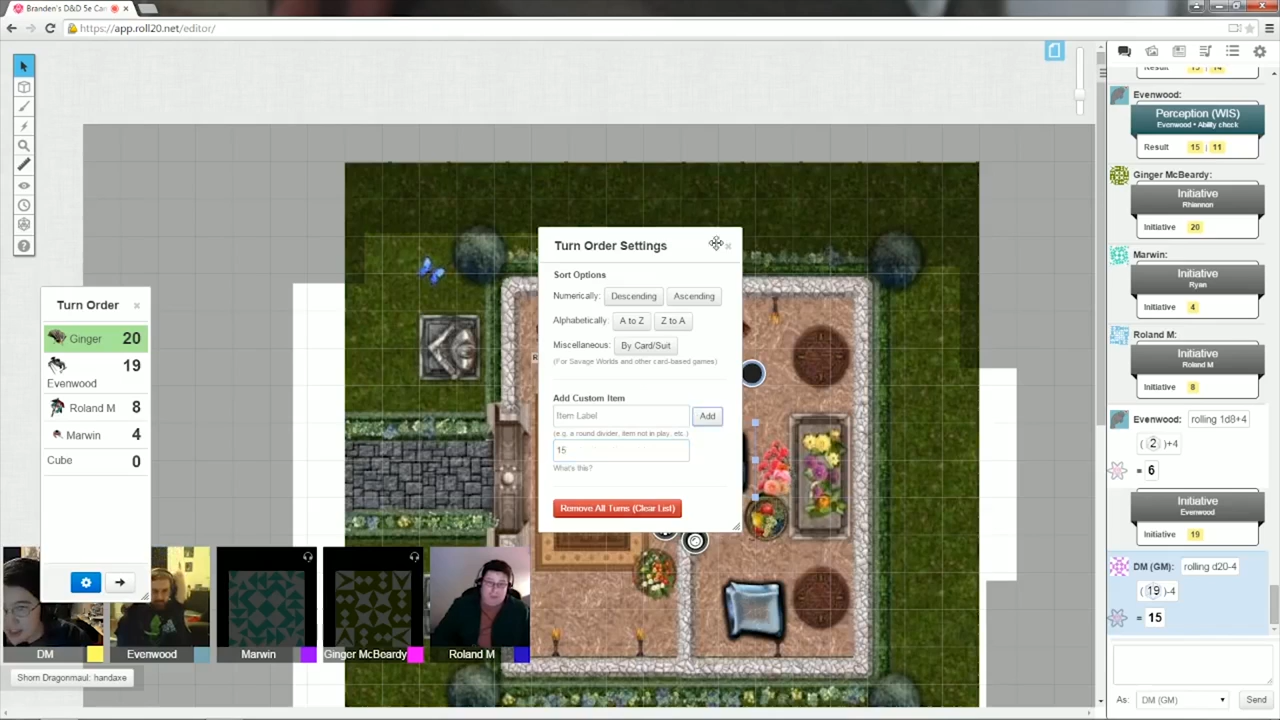 Branden's D&D 5e Can
https://app.roll20.net/editor/
Turn Order
Ginger 20
19
Evenwood
Roland M 8
Marwin 4
Cube 0
Turn Order Settings
Sort Options
Numerically: Descending Ascending
Alphabetically: A to Z Z to A
Miscellaneous: By Card/Suit
(For Savage Worlds and other card-based games)
Add Custom Item
Item Label Add
(e.g. a round divider, item not in play, etc.)
15
What's this?
Remove All Turns (Clear List)
R
DM
Evenwood
Marwin
Ginger McBeardy
Roland M
Shorn Dragonmaul: handaxe
Result 15 | 14
Evenwood:
Perception (WIS)
Evenwood • Ability check
Result 15 | 11
Ginger McBeardy:
Initiative
Rhiannon
Initiative 20
Marwin:
Initiative
Ryan
Initiative 4
Roland M:
Initiative
Roland M
Initiative 8
Evenwood: rolling 1d8+4
( 2 )+4
= 6
Initiative
Evenwood
Initiative 19
DM (GM): rolling d20-4
( 19 )-4
= 15
As: DM (GM) Send